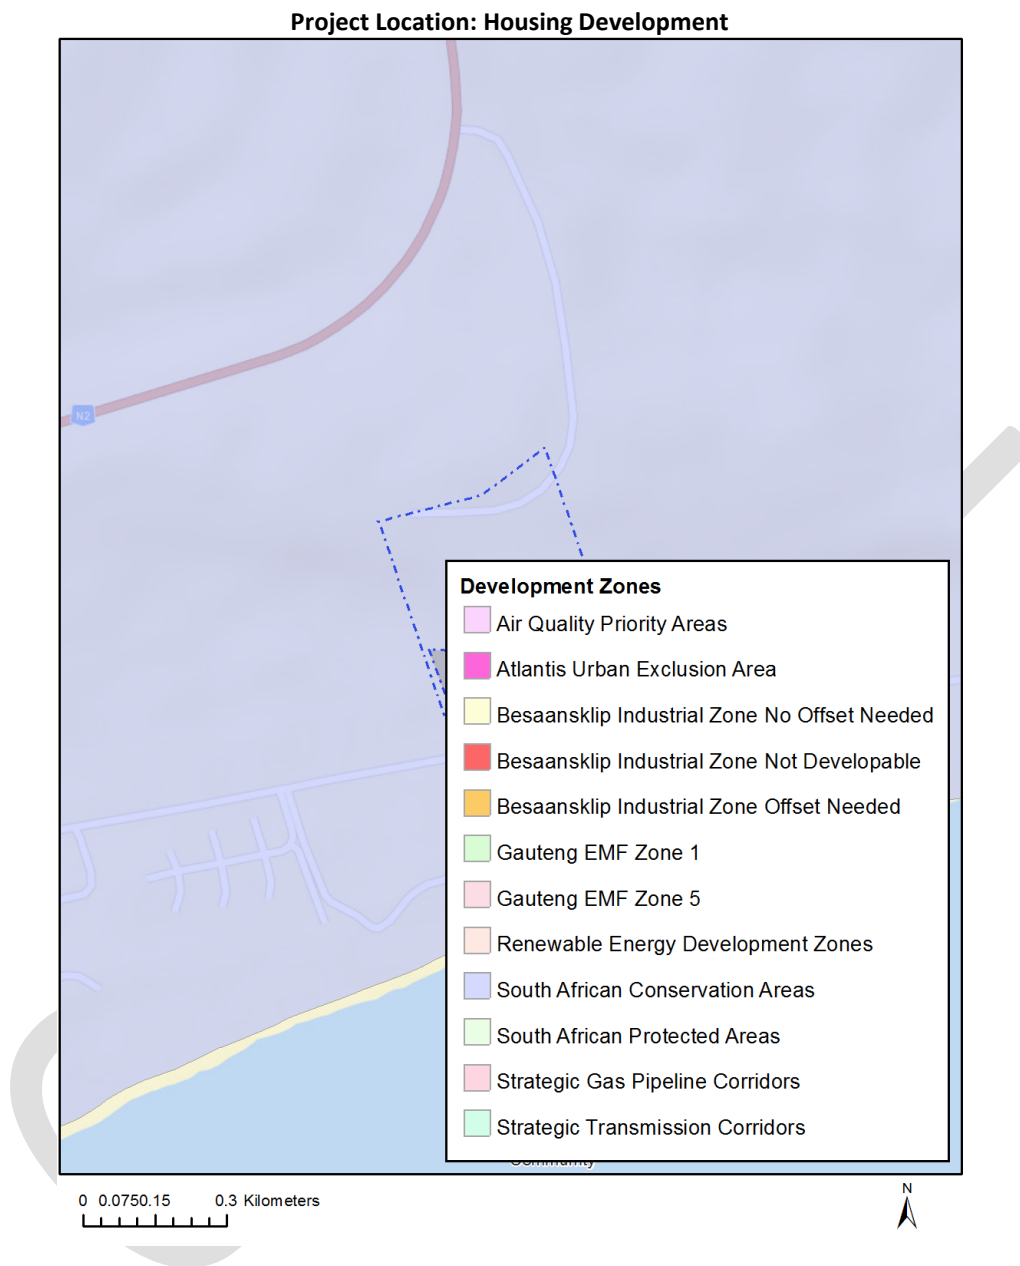 Project Location: Housing Development
N2
Development Zones
Air Quality Priority Areas
Atlantis Urban Exclusion Area
Besaansklip Industrial Zone No Offset Needed
Besaansklip Industrial Zone Not Developable
Besaansklip Industrial Zone Offset Needed
Gauteng EMF Zone 1
Gauteng EMF Zone 5
Renewable Energy Development Zones
South African Conservation Areas
South African Protected Areas
Strategic Gas Pipeline Corridors
Strategic Transmission Corridors
Community
0 0.0750.15 0.3 Kilometers
N